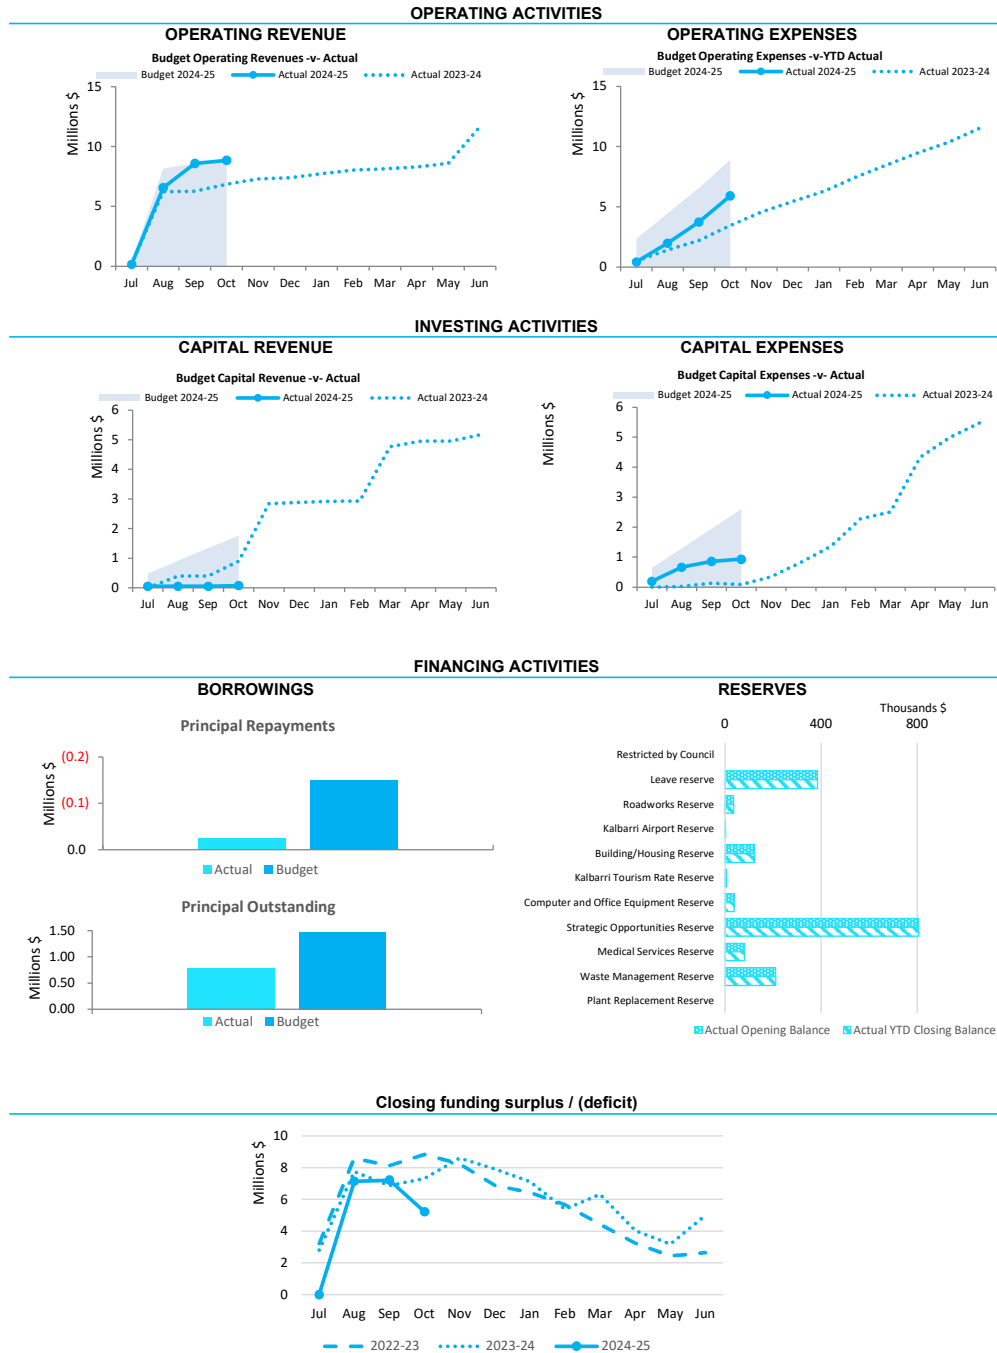 OPERATING ACTIVITIES
OPERATING REVENUE
Budget Operating Revenues -v- Actual
Budget 2024-25 Actual 2024-25 Actual 2023-24
Millions $
15
10
5
0
Jul Aug Sep Oct Nov Dec Jan Feb Mar Apr May Jun
OPERATING EXPENSES
Budget Operating Expenses -v-YTD Actual
Budget 2024-25 Actual 2024-25 Actual 2023-24
Millions $
15
10
5
0
Jul Aug Sep Oct Nov Dec Jan Feb Mar Apr May Jun
INVESTING ACTIVITIES
CAPITAL REVENUE
Budget Capital Revenue -v- Actual
Budget 2024-25 Actual 2024-25 Actual 2023-24
Millions $
6
5
4
3
2
1
0
Jul Aug Sep Oct Nov Dec Jan Feb Mar Apr May Jun
CAPITAL EXPENSES
Budget Capital Expenses -v- Actual
Budget 2024-25 Actual 2024-25 Actual 2023-24
Millions $
6
5
4
3
2
1
0
Jul Aug Sep Oct Nov Dec Jan Feb Mar Apr May Jun
FINANCING ACTIVITIES
BORROWINGS
Principal Repayments
Millions $
(0.2)
(0.1)
0.0
Actual Budget
Principal Outstanding
Millions $
1.50
1.00
0.50
0.00
Actual Budget
RESERVES
Thousands $
0 400 800
Restricted by Council
Leave reserve
Roadworks Reserve
Kalbarri Airport Reserve
Building/Housing Reserve
Kalbarri Tourism Rate Reserve
Computer and Office Equipment Reserve
Strategic Opportunities Reserve
Medical Services Reserve
Waste Management Reserve
Plant Replacement Reserve
Actual Opening Balance Actual YTD Closing Balance
Closing funding surplus / (deficit)
Millions $
10
8
6
4
2
0
Jul Aug Sep Oct Nov Dec Jan Feb Mar Apr May Jun
2022-23 2023-24 2024-25